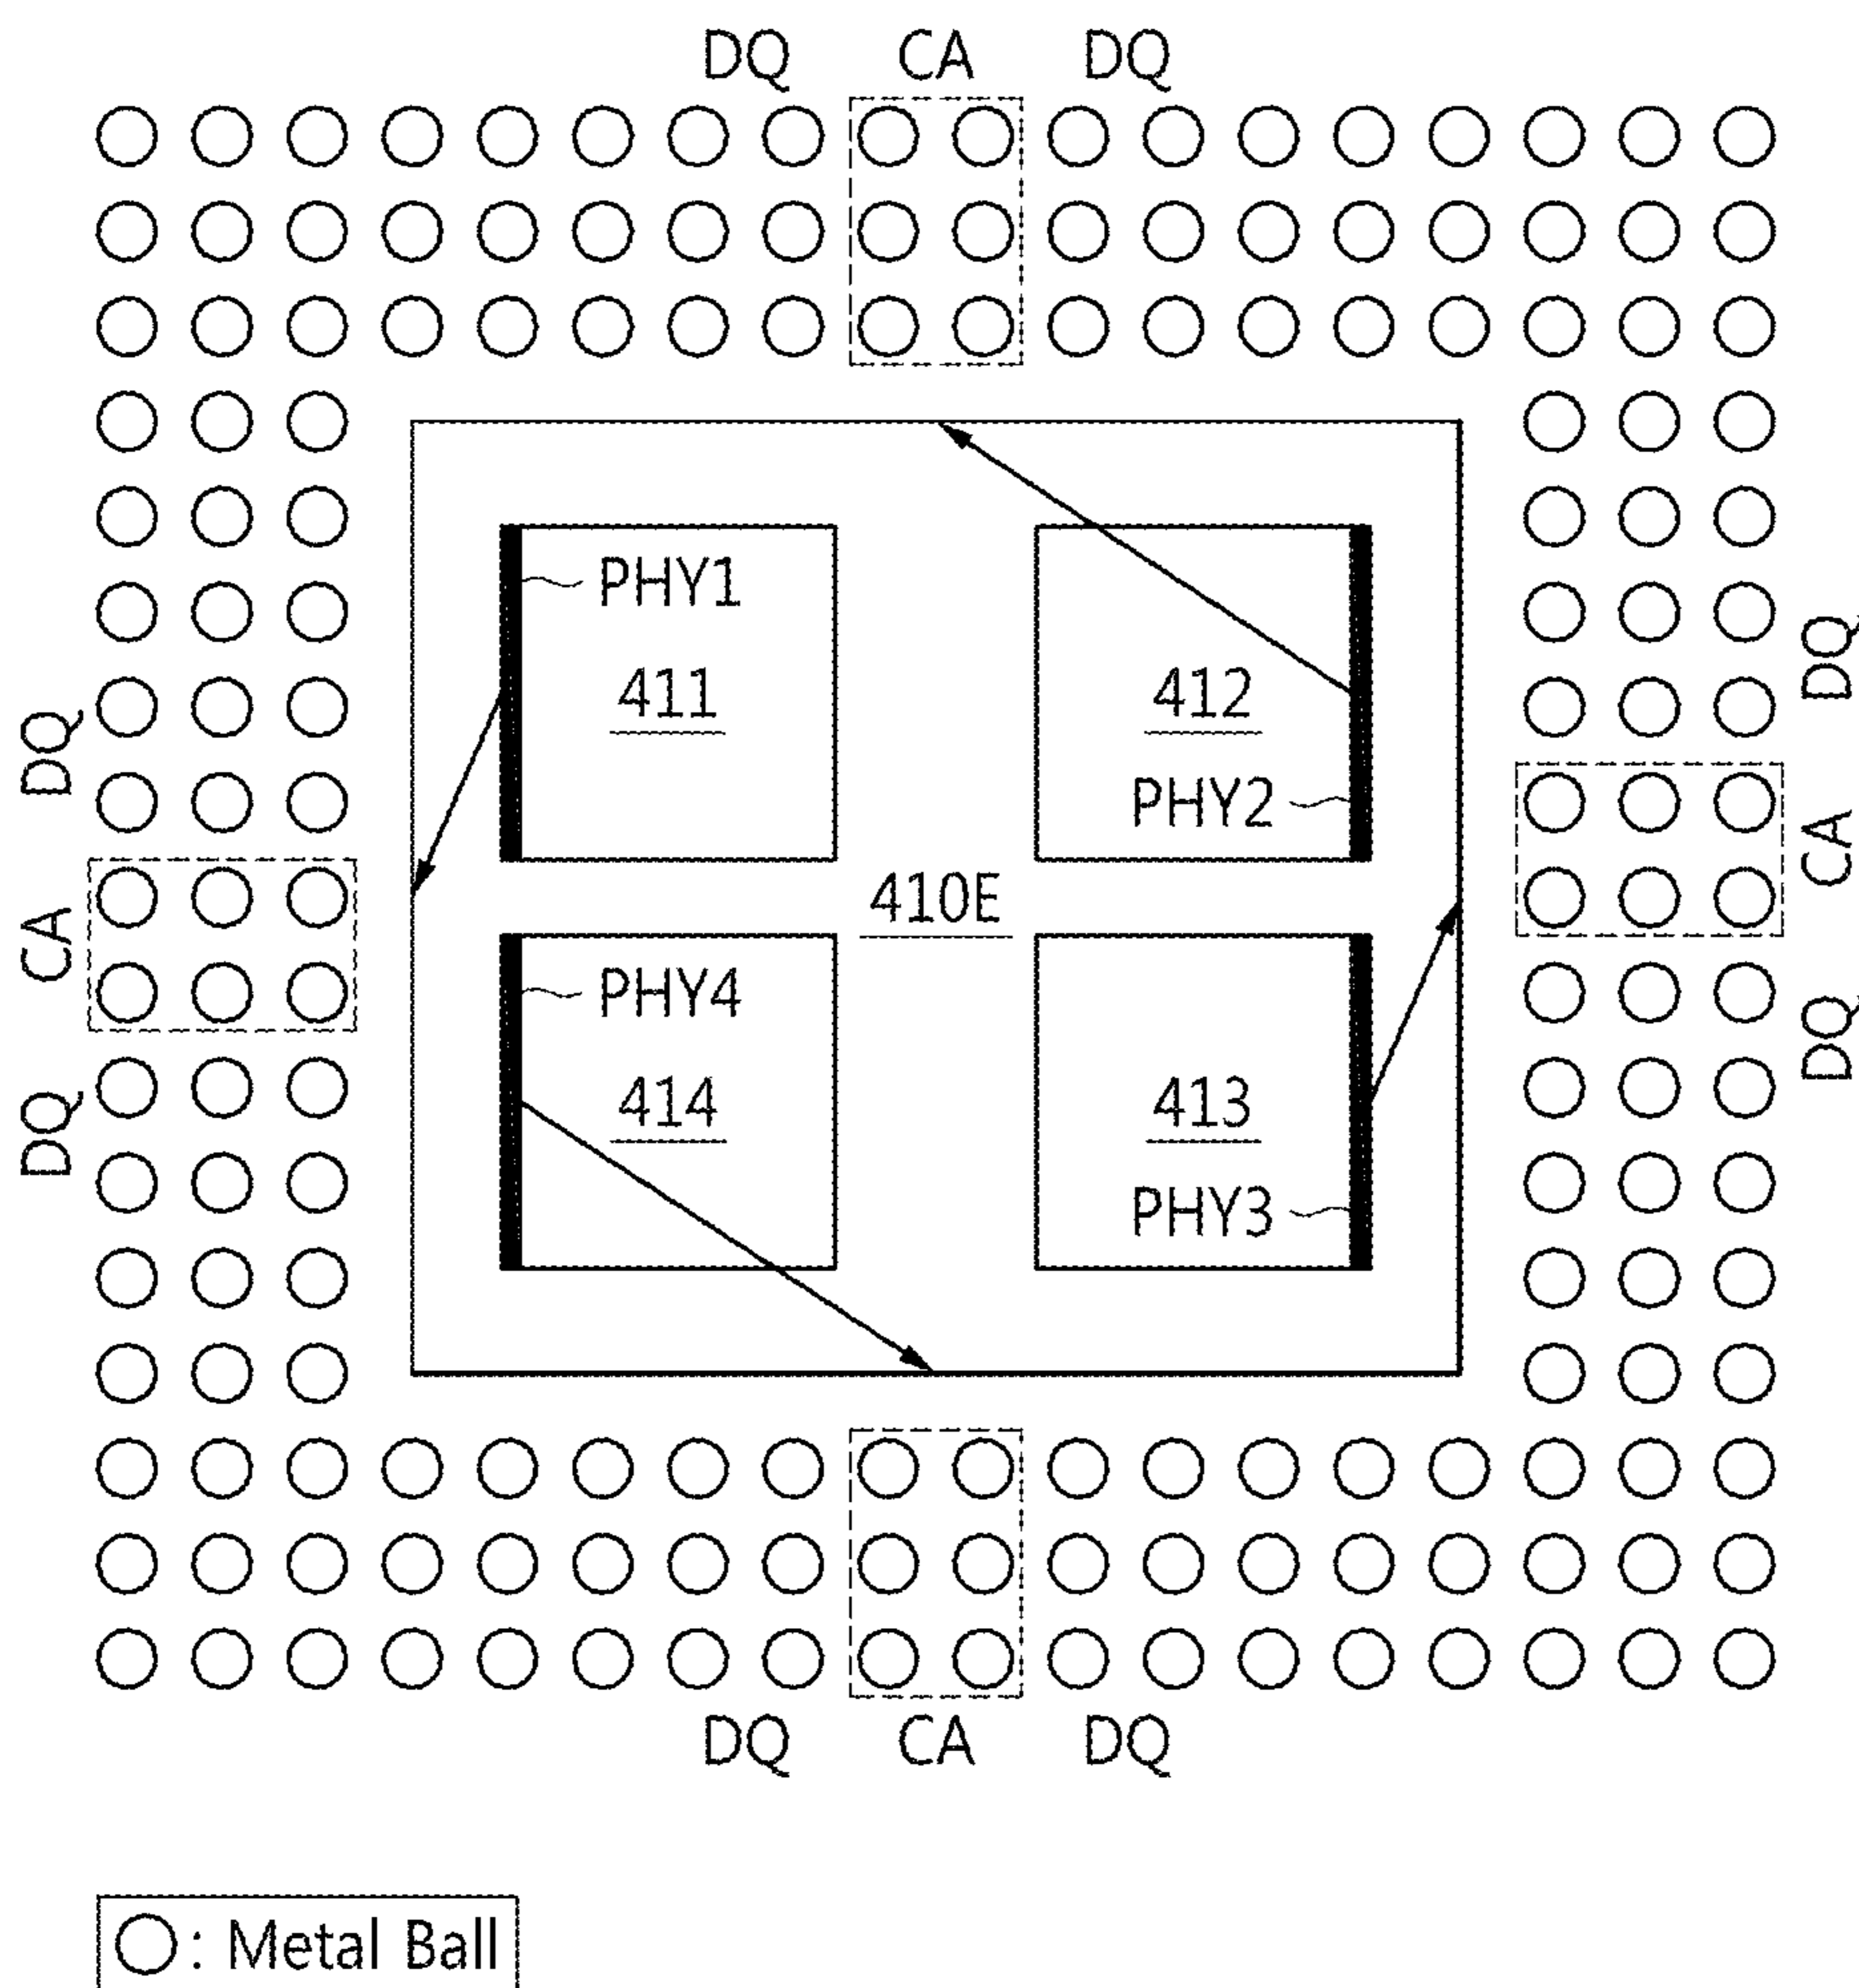 DQ CA DQ
PHY1
411
412
DQ
DQ
PHY2
CA
410E
CA
PHY4
DQ
414
413
DQ
PHY3
DQ CA DQ
: Metal Ball